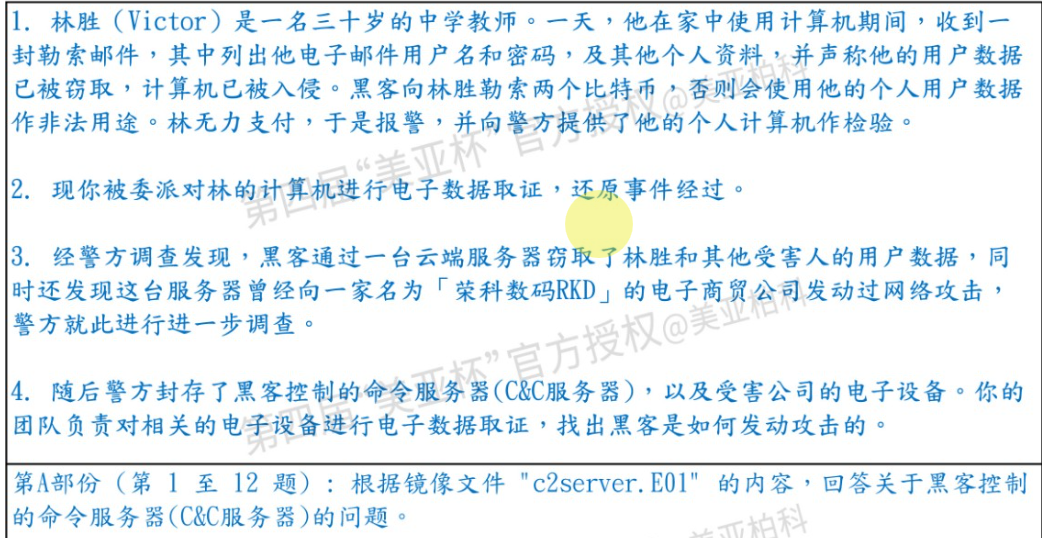 1. 林胜（Victor）是一名三十岁的中学教师。一天，他在家中使用计算机期间，收到一
封勒索邮件，其中列出他电子邮件用户名和密码，及其他个人资料，并声称他的用户数据
已被窃取，计算机已被入侵。黑客向林胜勒索两个比特币，否则会使用他的个人用户数据
作非法用途。林无力支付，于是报警，并向警方提供了他的个人计算机作检验。
2. 现你被委派对林的计算机进行电子数据取证，还原事件经过。
3. 经警方调查发现，黑客通过一台云端服务器窃取了林胜和其他受害人的用户数据，同
时还发现这台服务器曾经向一家名为「荣科数码RKD」的电子商贸公司发动过网络攻击，
警方就此进行进一步调查。
4. 随后警方封存了黑客控制的命令服务器(C&C服务器)，以及受害公司的电子设备。你的
团队负责对相关的电子设备进行电子数据取证，找出黑客是如何发动攻击的。
第A部份（第 1 至 12 题）: 根据镜像文件 "c2server.E01" 的内容，回答关于黑客控制
的命令服务器(C&C服务器)的问题。
第四届“美亚杯”官方授权@美亚柏科
第四届“美亚杯”官方授权@美亚柏科
美亚柏科